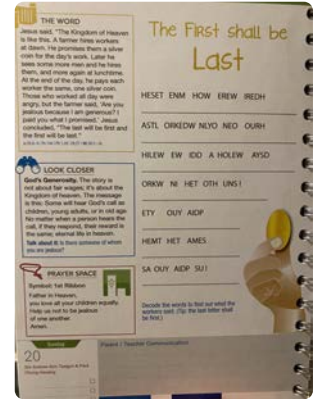 THE WORD
Jesus said, "The Kingdom of Heaven
is like this. A farmer hires workers
at dawn. He promises them a silver
coin for the day's work. Later he
sees some more men and he hires
them, and more again at lunchtime.
At the end of the day, he pays each
worker the same, one silver coin.
Those who worked all day were
angry, but the farmer said, 'Are you
jealous because I am generous? I
paid you what I promised.' Jesus
concluded, "The last will be first and
the first will be last."
LOOK CLOSER
God's Generosity. The story is
not about fair wages; it's about the
Kingdom of heaven. The message
is this: Some will hear God's call as
children, young adults, or in old age.
No matter when a person hears the
call, if they respond, their reward is
the same; eternal life in heaven.
Talk about it: Is there someone of whom
you are jealous?
PRAYER SPACE
Symbol: 1st Ribbon
Father in Heaven,
you love all your children equally.
Help us not to be jealous
of one another
Amen.
The First shall be
Last
HESET ENM HOW EREW IREDH
ASTL ORKEDW NLYO NEO OURH
HILEW EW IDD A HOLEW AYSD
ORKW NI HET OTH UNS!
ETY OUY AIDP
HEMT HET AMES
SA OUY AIDP SU!
Decode the words to find out what the
workers said. (Tip: the last letter shall
be first.)
Sunday
20
Parent / Teacher Communication